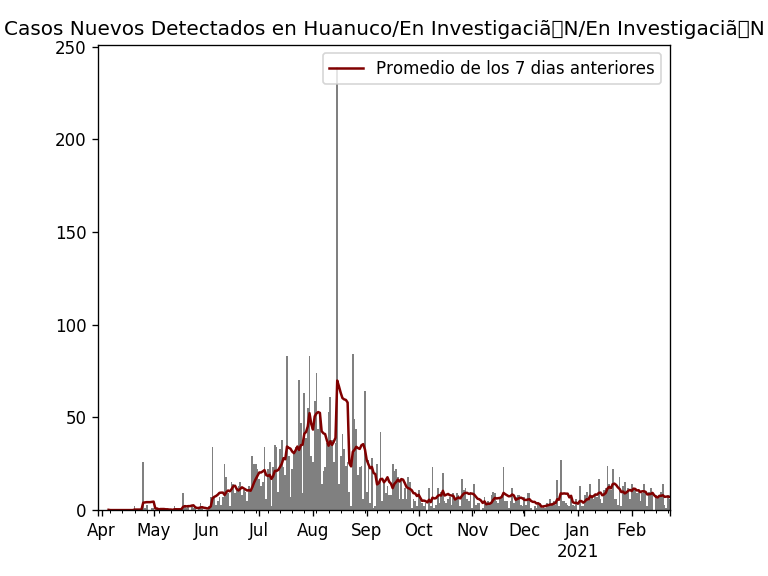 Casos Nuevos Detectados en Huanuco/En Investigaciã▯N/En Investigaciã▯N
Promedio de los 7 dias anteriores
250
200
150
100
50
0
Apr May Jun Jul Aug Sep Oct Nov Dec Jan Feb
2021